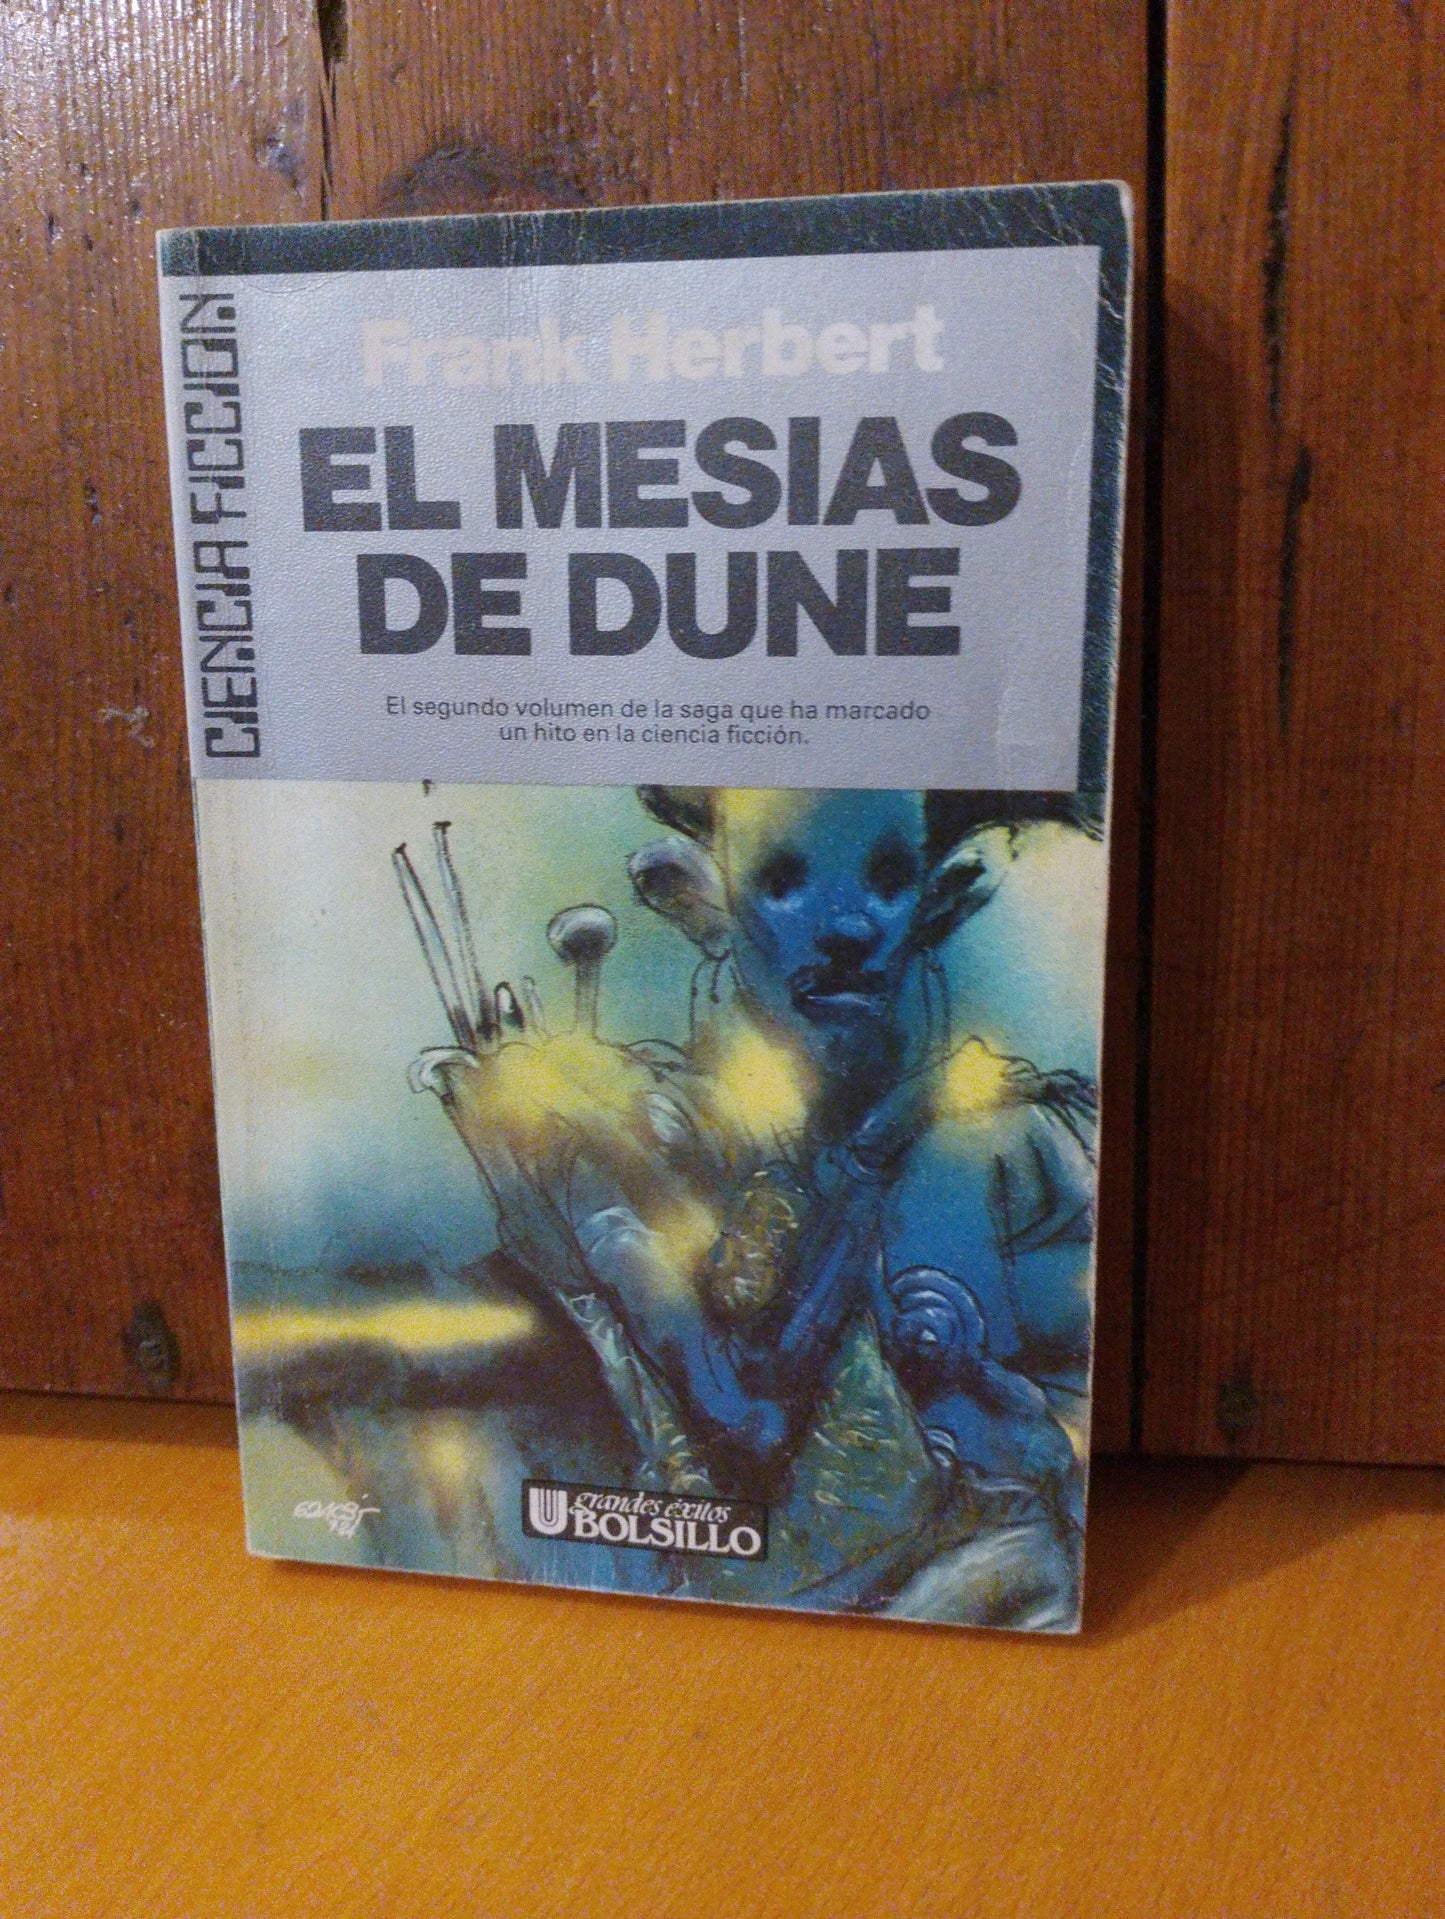 CIENCIA FICCION
Frank Herbert
EL MESIAS
DE DUNE
El segundo volumen de la saga que ha marcado
un hito en la ciencia ficción.
grandes éxitos
BOLSILLO